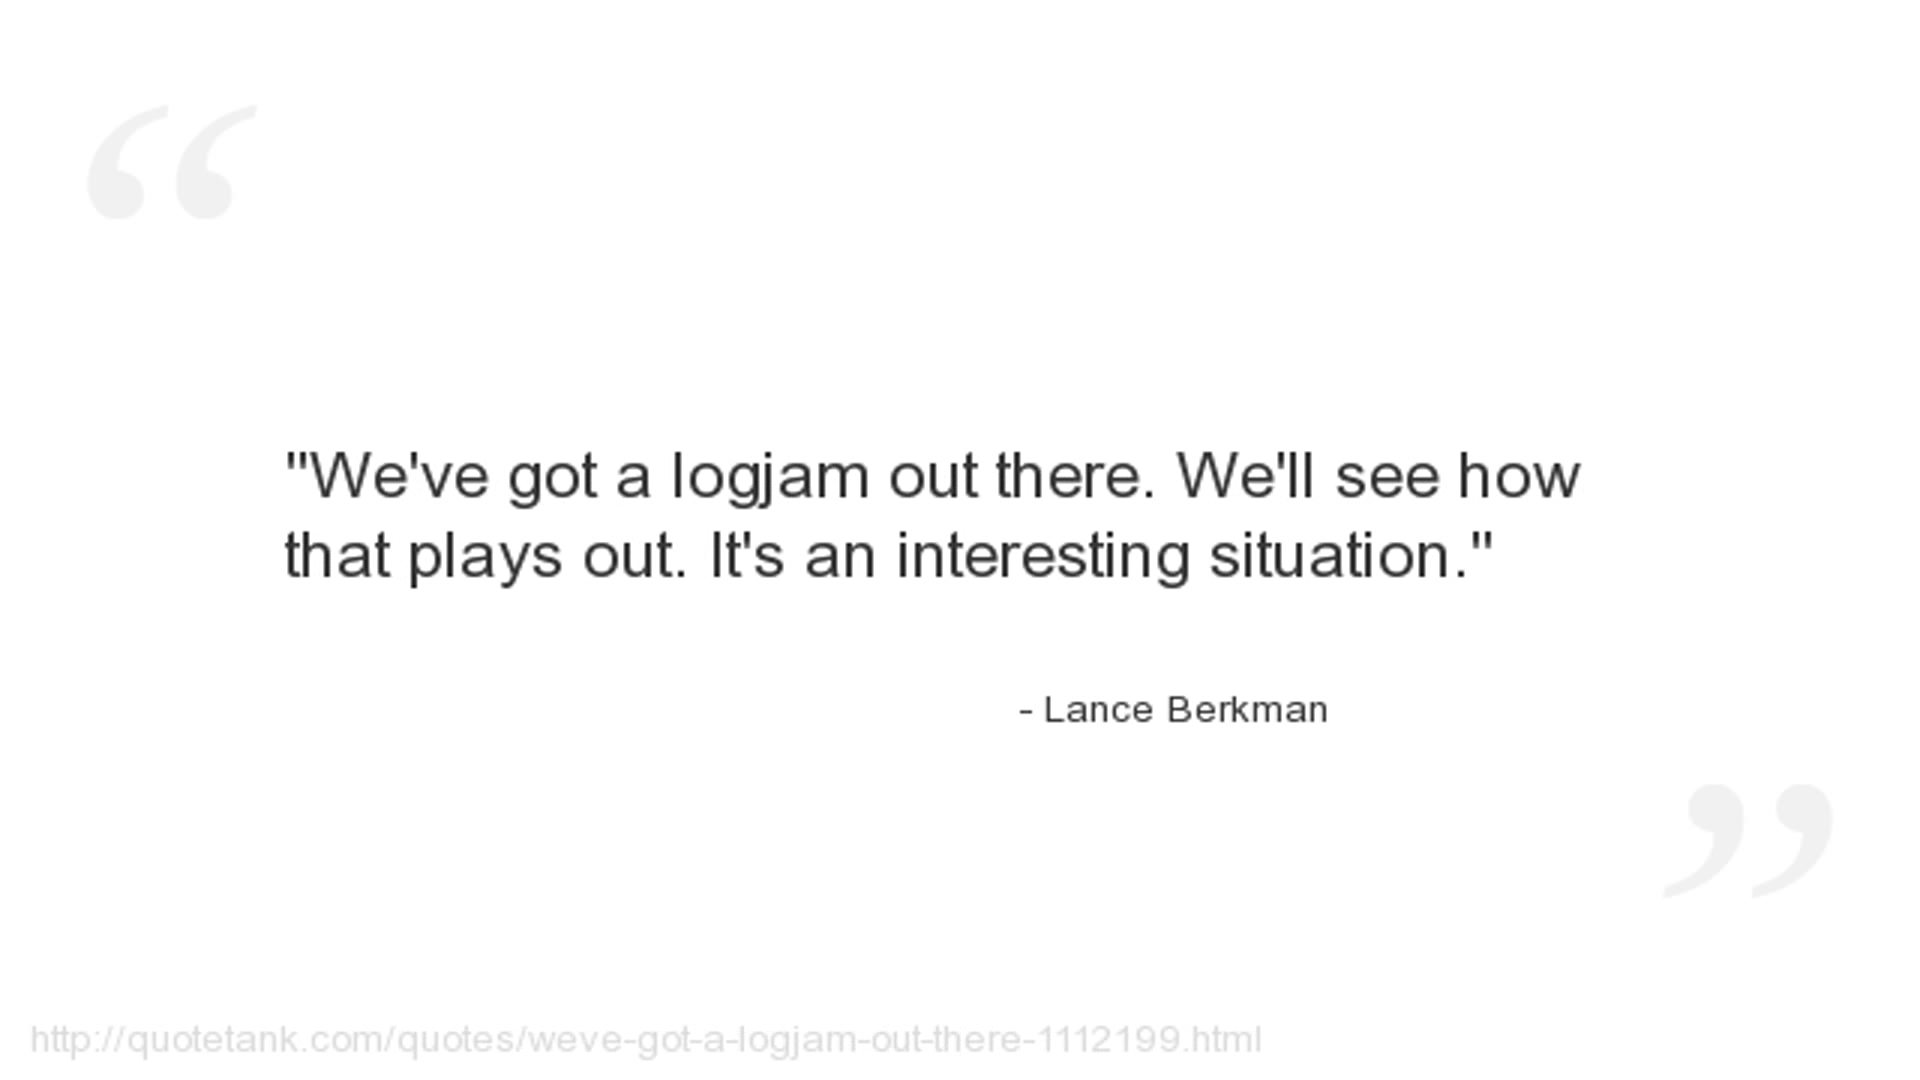 "We've got a logjam out there. We'll see how
that plays out. It's an interesting situation."
- Lance Berkman
http://quotetank.com/quotes/weve-got-a-logjam-out-there-1112199.html